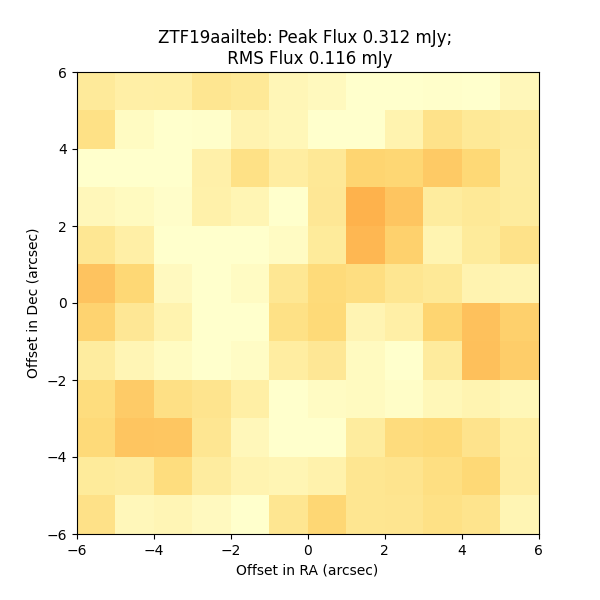 ZTF19aailteb: Peak Flux 0.312 mJy;
RMS Flux 0.116 mJy
6
4
2
0
−2
−4
−6
Offset in Dec (arcsec)
−6 −4 −2 0 2 4 6
Offset in RA (arcsec)